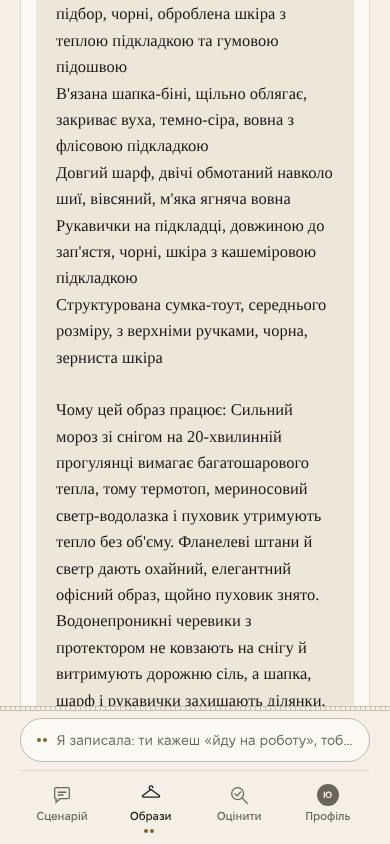 підбор, чорні, оброблена шкіра з
теплою підкладкою та гумовою
підошвою
В'язана шапка-біні, щільно облягає,
закриває вуха, темно-сіра, вовна з
флісовою підкладкою
Довгий шарф, двічі обмотаний навколо
шиї, вівсяний, м'яка ягняча вовна
Рукавички на підкладці, довжиною до
зап'ястя, чорні, шкіра з кашеміровою
підкладкою
Структурована сумка-тоут, середнього
розміру, з верхніми ручками, чорна,
зерниста шкіра
Чому цей образ працює: Сильний
мороз зі снігом на 20-хвилинній
прогулянці вимагає багатошарового
тепла, тому термотоп, мериносовий
светр-водолазка і пуховик утримують
тепло без об'єму. Фланелеві штани й
светр дають охайний, елегантний
офісний образ, щойно пуховик знято.
Водонепроникні черевики з
протектором не ковзають на снігу й
витримують дорожню сіль, а шапка,
шарф і рукавички захищають ділянки,
Я записала: ти кажеш «йду на роботу», тоб...
Сценарій
Образи
Оцінити
Ю
Профіль